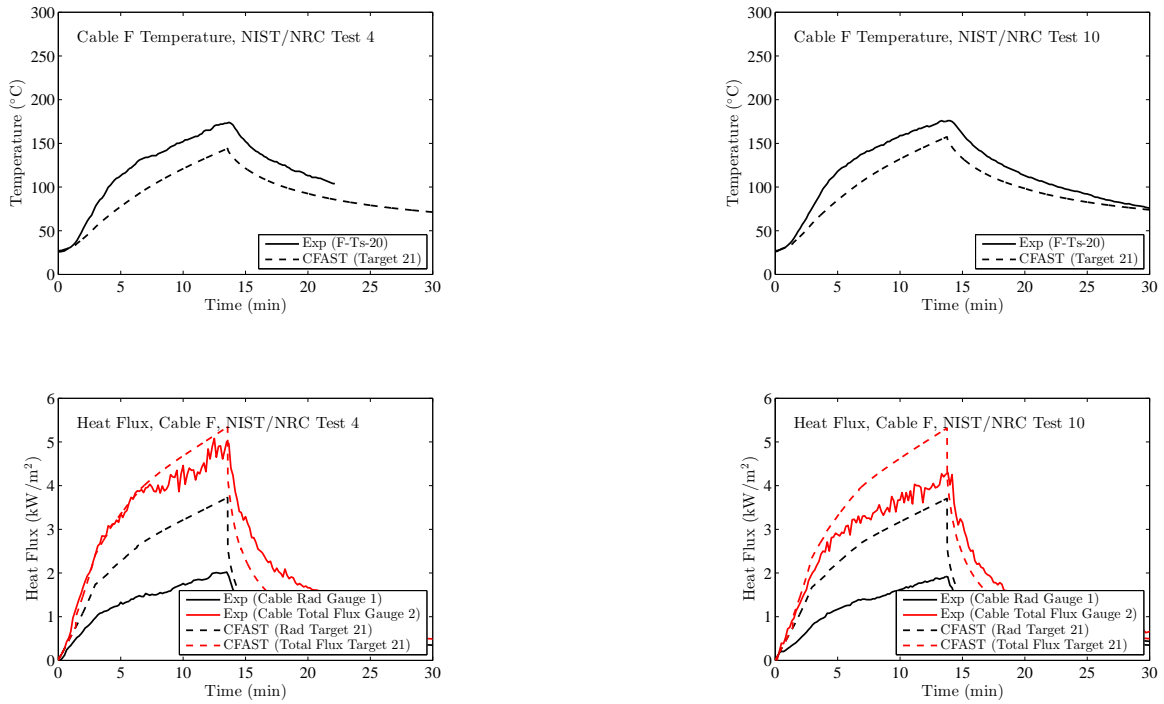 300
250
200
150
100
50
0
Temperature (°C)
Cable F Temperature, NIST/NRC Test 4
Exp (F-Ts-20)
CFAST (Target 21)
0 5 10 15 20 25 30
Time (min)
300
250
200
150
100
50
0
Temperature (°C)
Cable F Temperature, NIST/NRC Test 10
Exp (F-Ts-20)
CFAST (Target 21)
0 5 10 15 20 25 30
Time (min)
6
5
4
3
2
1
0
Heat Flux (kW/m²)
Heat Flux, Cable F, NIST/NRC Test 4
Exp (Cable Rad Gauge 1)
Exp (Cable Total Flux Gauge 2)
CFAST (Rad Target 21)
CFAST (Total Flux Target 21)
0 5 10 15 20 25 30
Time (min)
6
5
4
3
2
1
0
Heat Flux (kW/m²)
Heat Flux, Cable F, NIST/NRC Test 10
Exp (Cable Rad Gauge 1)
Exp (Cable Total Flux Gauge 2)
CFAST (Rad Target 21)
CFAST (Total Flux Target 21)
0 5 10 15 20 25 30
Time (min)